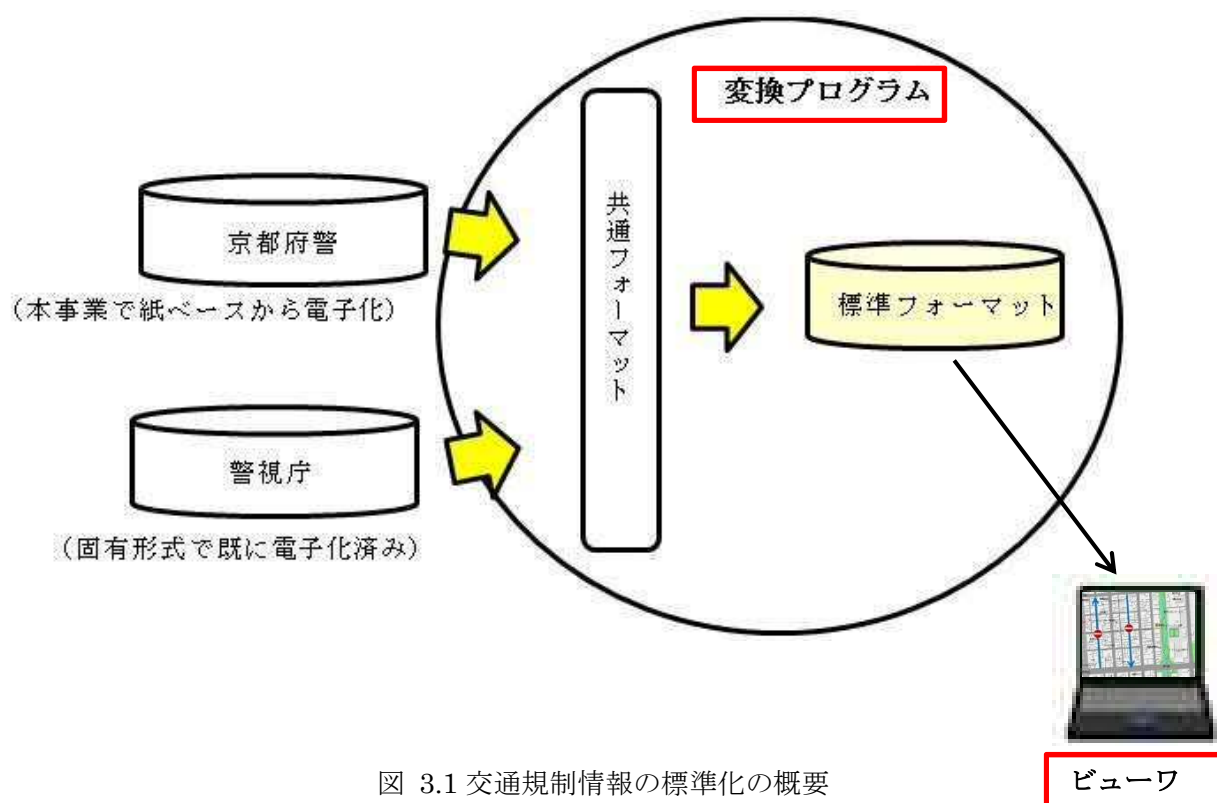 変換プログラム
京都府警
(本事業で紙ベースから電子化)
共通フォーマット
標準フォーマット
警視庁
(固有形式で既に電子化済み)
図 3.1 交通規制情報の標準化の概要
ビューワ